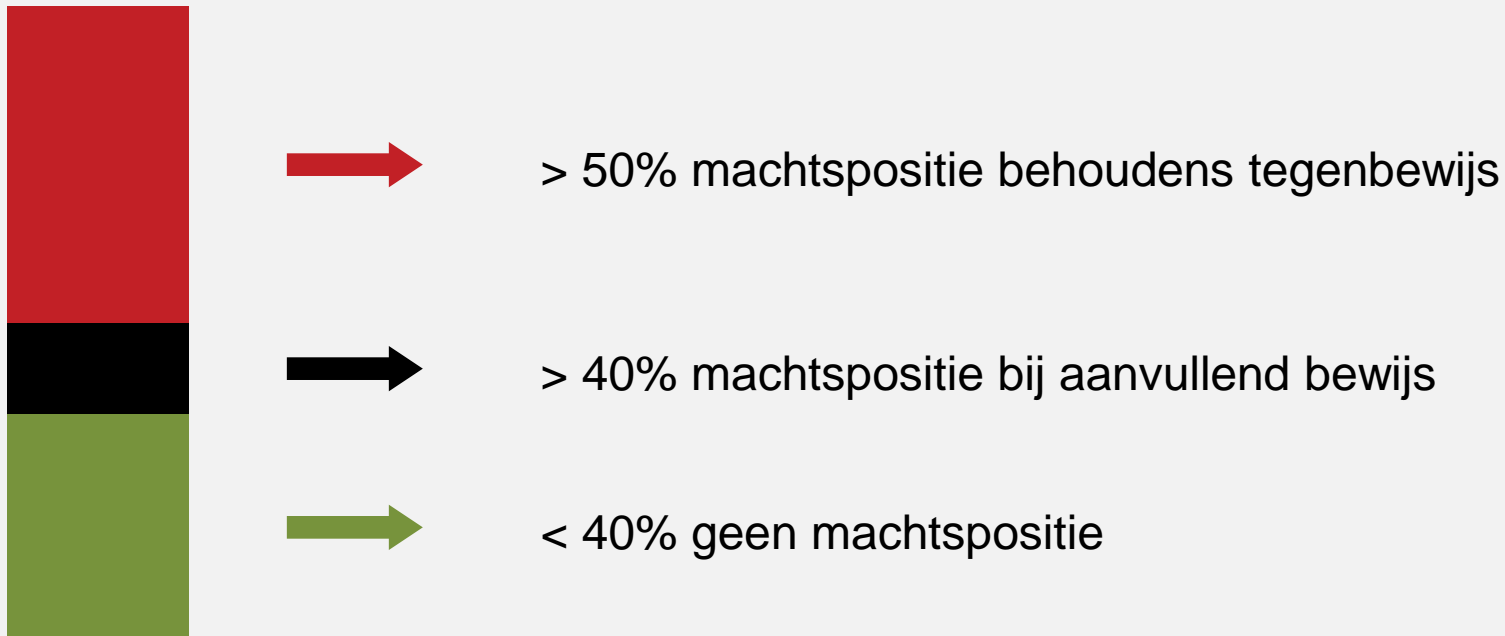 > 50% machtspositie behoudens tegenbewijs
> 40% machtspositie bij aanvullend bewijs
< 40% geen machtspositie